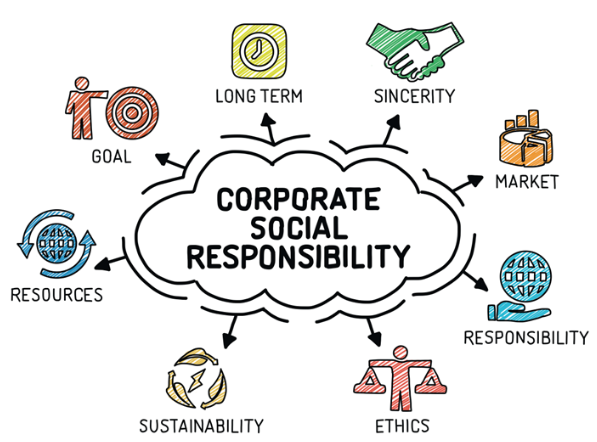 LONG TERM
SINCERITY
GOAL
MARKET
CORPORATE
SOCIAL
RESPONSIBILITY
RESOURCES
RESPONSIBILITY
SUSTAINABILITY
ETHICS